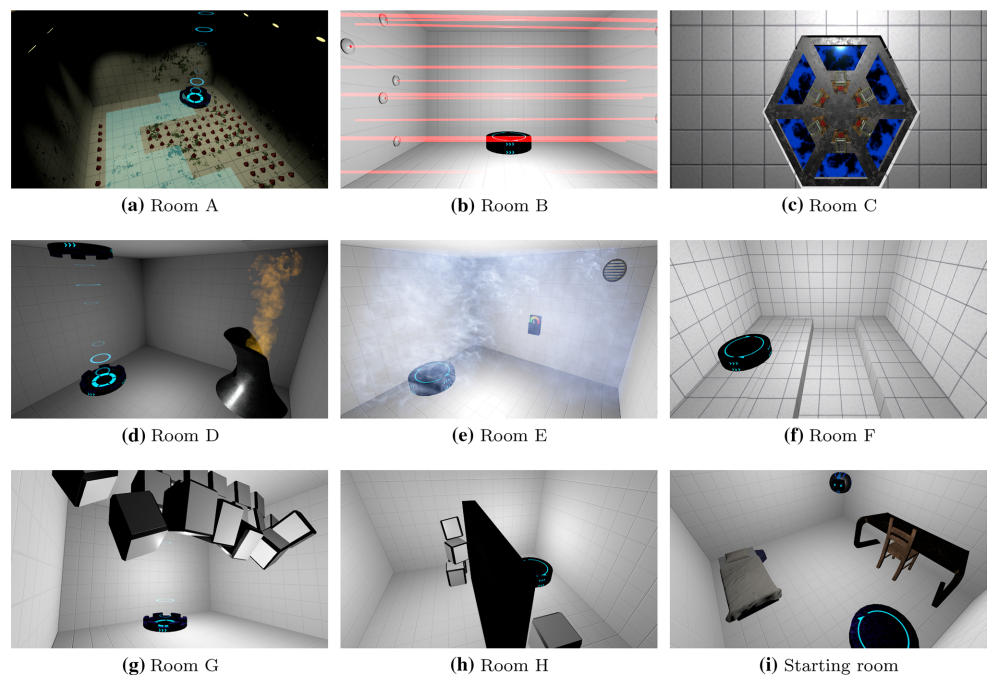 (a) Room A
(b) Room B
(c) Room C
(d) Room D
(e) Room E
(f) Room F
(g) Room G
(h) Room H
(i) Starting room